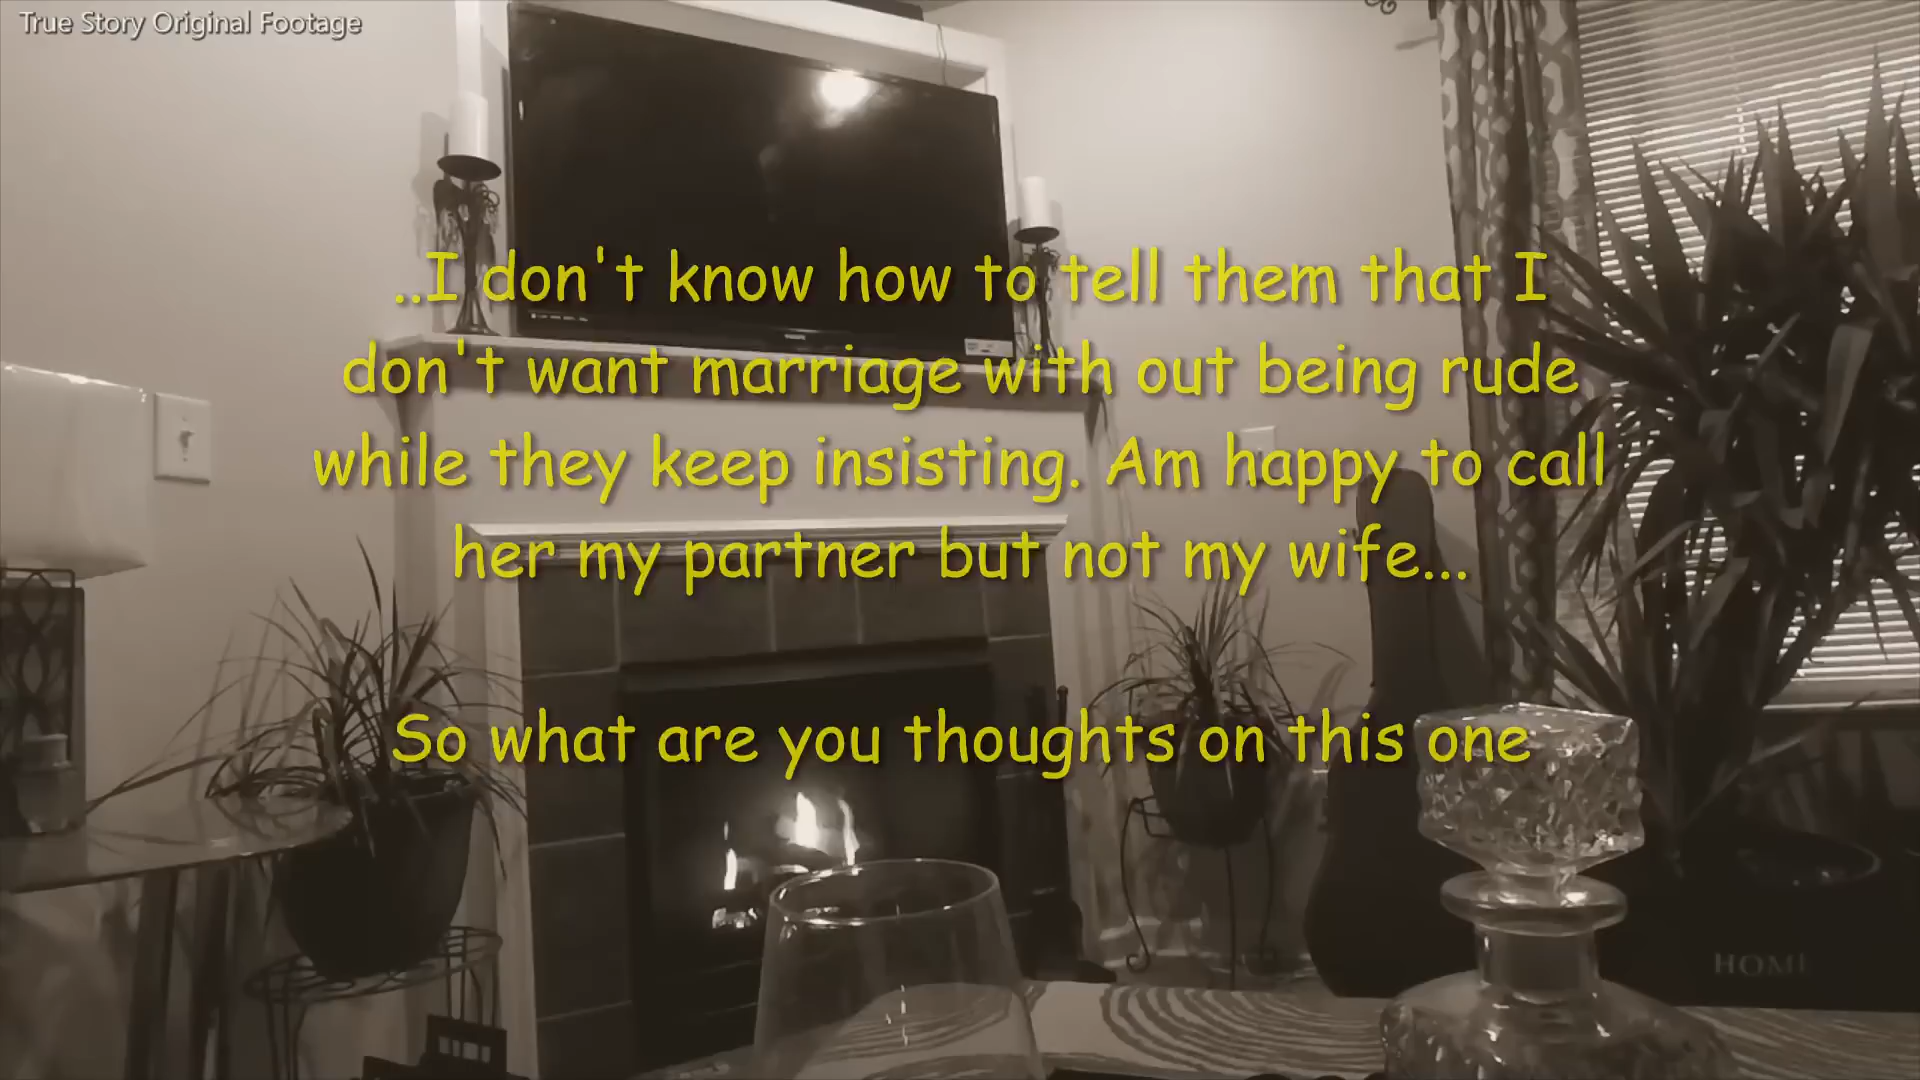 True Story Original Footage
..I don't know how to tell them that I
don't want marriage with out being rude
while they keep insisting. Am happy to call
her my partner but not my wife...
So what are you thoughts on this one
HOME